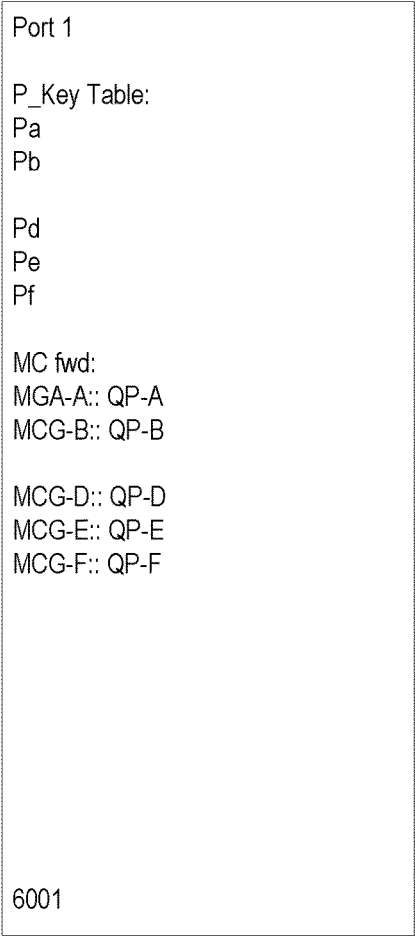 Port 1
P_Key Table:
Pa
Pb
Pd
Pe
Pf
MC fwd:
MGA-A:: QP-A
MCG-B:: QP-B
MCG-D:: QP-D
MCG-E:: QP-E
MCG-F:: QP-F
6001